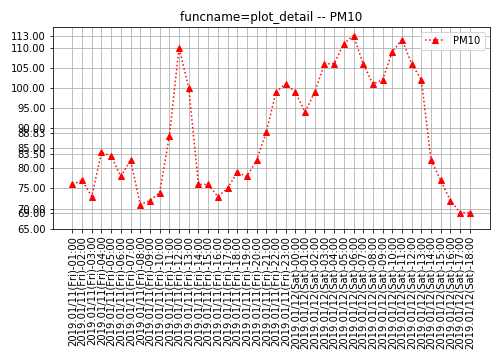 funcname=plot_detail -- PM10
PM10
113.00
110.00
105.00
100.00
95.00
90.00
85.00
83.50
80.00
75.00
70.00
69.00
65.00
2019.01/11(Fri)-01:00
2019.01/11(Fri)-02:00
2019.01/11(Fri)-03:00
2019.01/11(Fri)-04:00
2019.01/11(Fri)-05:00
2019.01/11(Fri)-06:00
2019.01/11(Fri)-07:00
2019.01/11(Fri)-08:00
2019.01/11(Fri)-09:00
2019.01/11(Fri)-10:00
2019.01/11(Fri)-11:00
2019.01/11(Fri)-12:00
2019.01/11(Fri)-13:00
2019.01/11(Fri)-14:00
2019.01/11(Fri)-15:00
2019.01/11(Fri)-16:00
2019.01/11(Fri)-17:00
2019.01/11(Fri)-18:00
2019.01/11(Fri)-19:00
2019.01/11(Fri)-20:00
2019.01/11(Fri)-21:00
2019.01/11(Fri)-22:00
2019.01/11(Fri)-23:00
2019.01/12(Sat)-00:00
2019.01/12(Sat)-01:00
2019.01/12(Sat)-02:00
2019.01/12(Sat)-03:00
2019.01/12(Sat)-04:00
2019.01/12(Sat)-05:00
2019.01/12(Sat)-06:00
2019.01/12(Sat)-07:00
2019.01/12(Sat)-08:00
2019.01/12(Sat)-09:00
2019.01/12(Sat)-10:00
2019.01/12(Sat)-11:00
2019.01/12(Sat)-12:00
2019.01/12(Sat)-13:00
2019.01/12(Sat)-14:00
2019.01/12(Sat)-15:00
2019.01/12(Sat)-16:00
2019.01/12(Sat)-17:00
2019.01/12(Sat)-18:00